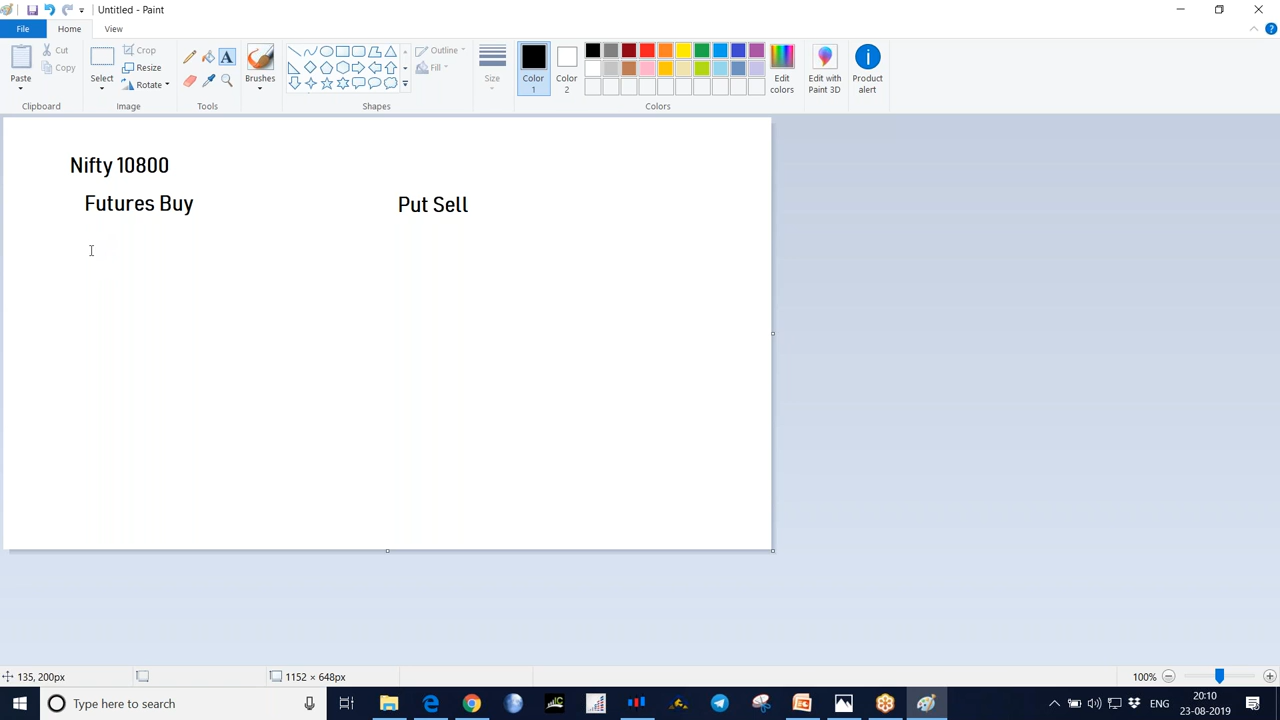 Untitled - Paint
File
Home
View
Paste
Cut
Copy
Clipboard
Select
Crop
Resize
Rotate
Image
A
Tools
Brushes
Shapes
Outline
Fill
Size
Color 1
Color 2
Edit colors
Colors
Edit with Paint 3D
Product alert
Nifty 10800
Futures Buy
Put Sell
135, 200px
1152 × 648px
100%
Type here to search
ENG
20:10
23-08-2019